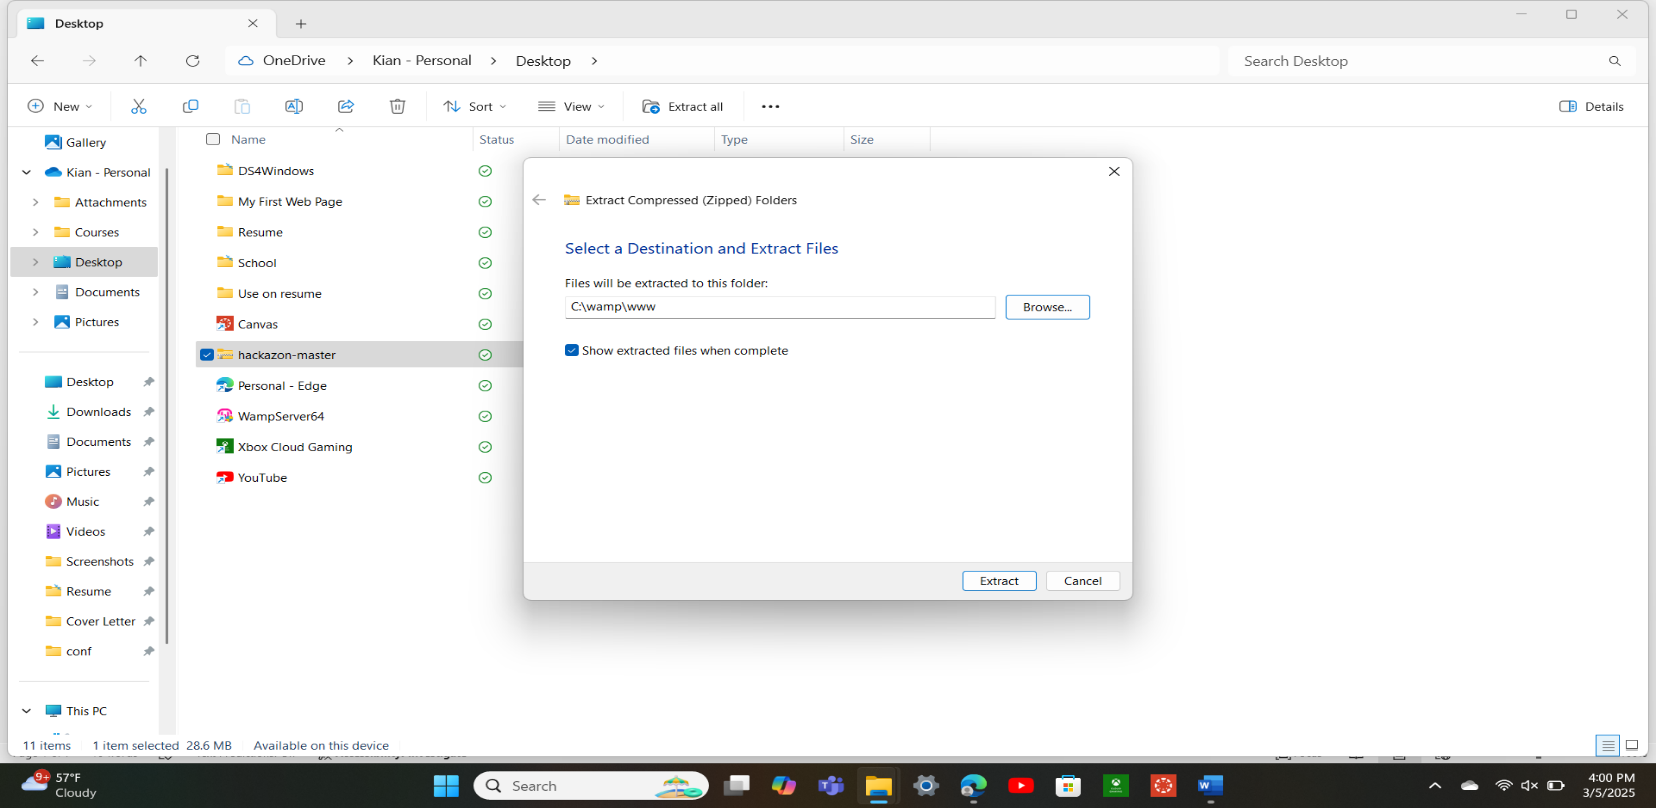 Desktop
OneDrive > Kian - Personal > Desktop >
Search Desktop
New
Sort
View
Extract all
Details
Gallery
Kian - Personal
Attachments
Courses
Desktop
Documents
Pictures
Desktop
Downloads
Documents
Pictures
Music
Videos
Screenshots
Resume
Cover Letter
conf
This PC
Name Status Date modified Type Size
DS4Windows
My First Web Page
Resume
School
Use on resume
Canvas
hackazon-master
Personal - Edge
WampServer64
Xbox Cloud Gaming
YouTube
Extract Compressed (Zipped) Folders
Select a Destination and Extract Files
Files will be extracted to this folder:
C:\wamp\www
Browse...
Show extracted files when complete
Extract
Cancel
11 items 1 item selected 28.6 MB Available on this device
9+
57°F
Cloudy
Search
4:00 PM
3/5/2025